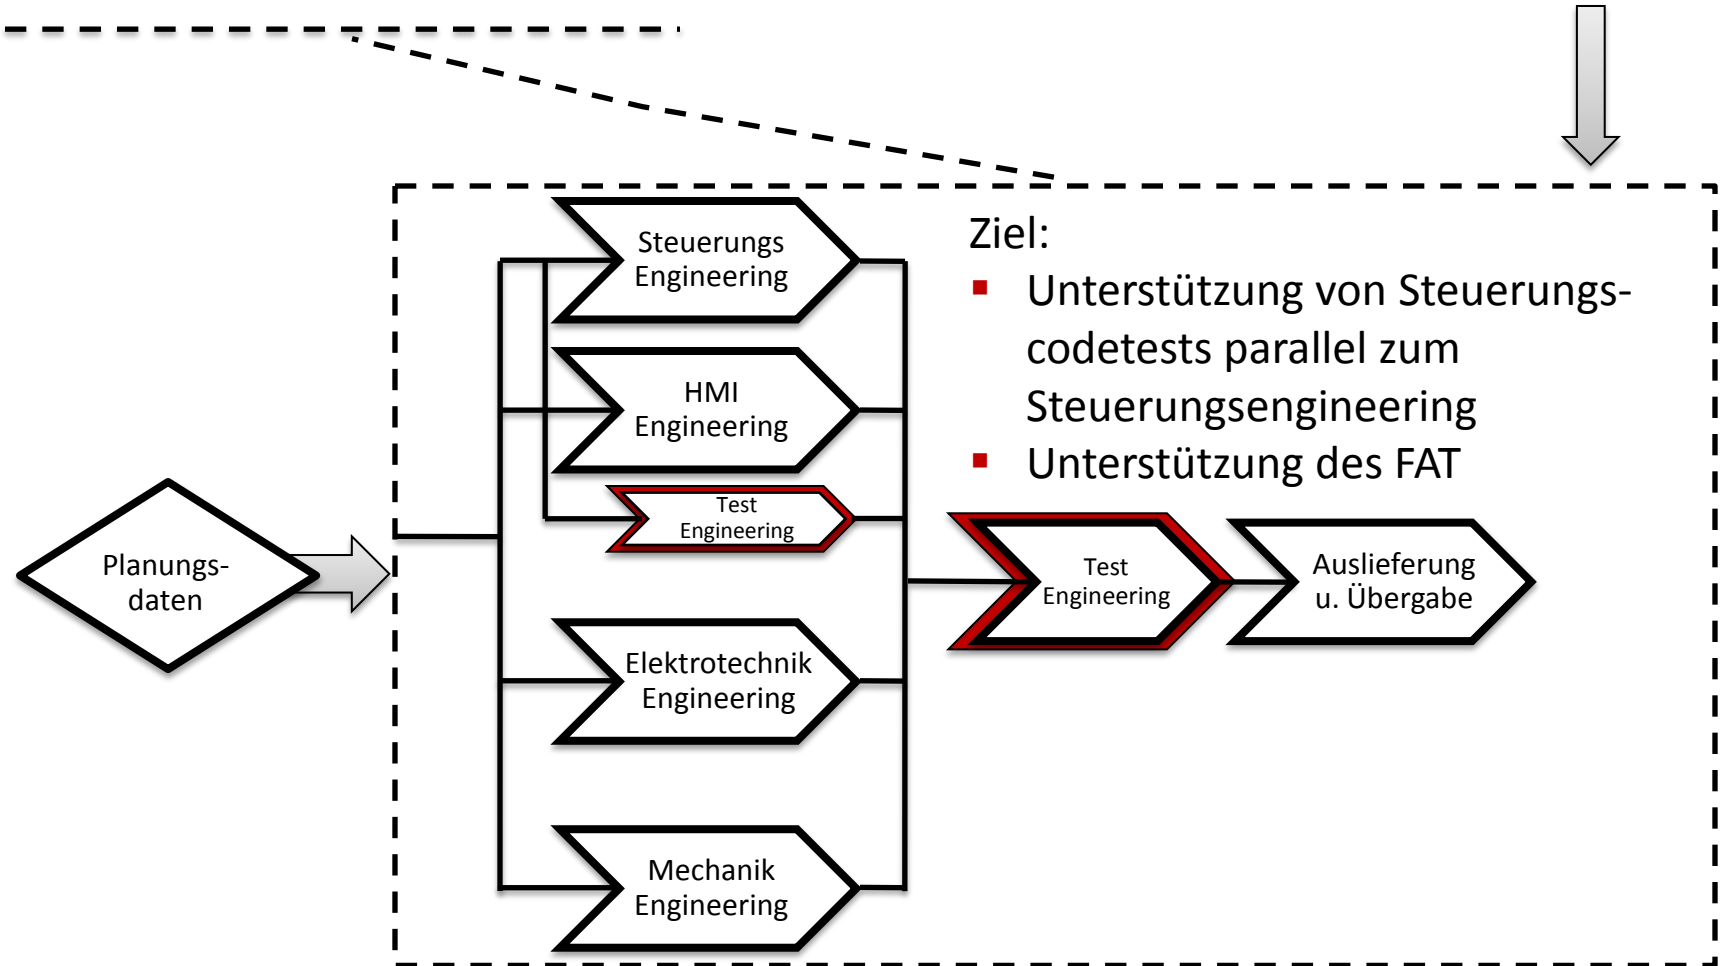 Steuerungs
Engineering
HMI
Engineering
Test
Engineering
Elektrotechnik
Engineering
Mechanik
Engineering
Planungs-
daten
Ziel:
Unterstützung von Steuerungs-
codetests parallel zum
Steuerungsengineering
Unterstützung des FAT
Test
Engineering
Auslieferung
u. Übergabe